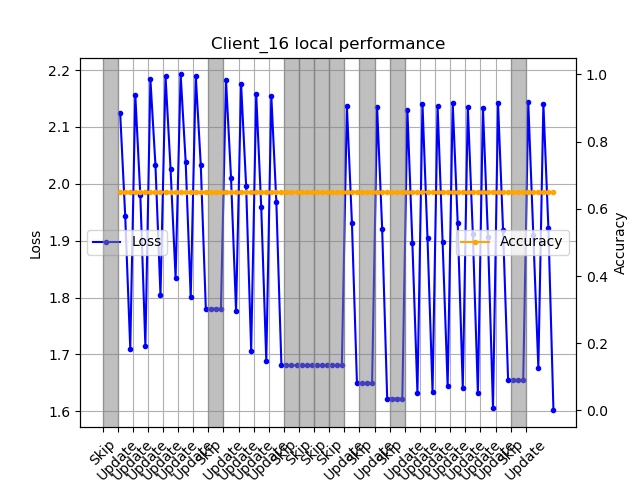 Client_16 local performance
2.2
2.1
2.0
1.9
1.8
1.7
1.6
Loss
Loss
Accuracy
1.0
0.8
0.6
0.4
0.2
0.0
Accuracy
Skip
Update
Update
Update
Update
Update
Update
Skip
Update
Update
Update
Update
Skip
Skip
Skip
Skip
Update
Skip
Update
Skip
Update
Update
Update
Update
Update
Update
Update
Skip
Update